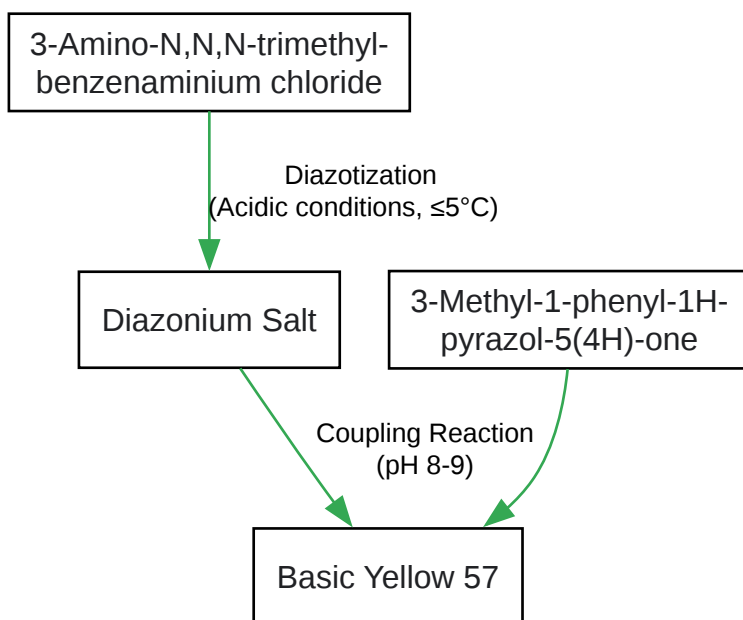 3-Amino-N,N,N-trimethyl-
benzenaminium chloride
Diazotization
(Acidic conditions, ≤5°C)
Diazonium Salt
3-Methyl-1-phenyl-1H-
pyrazol-5(4H)-one
Coupling Reaction
(pH 8-9)
Basic Yellow 57